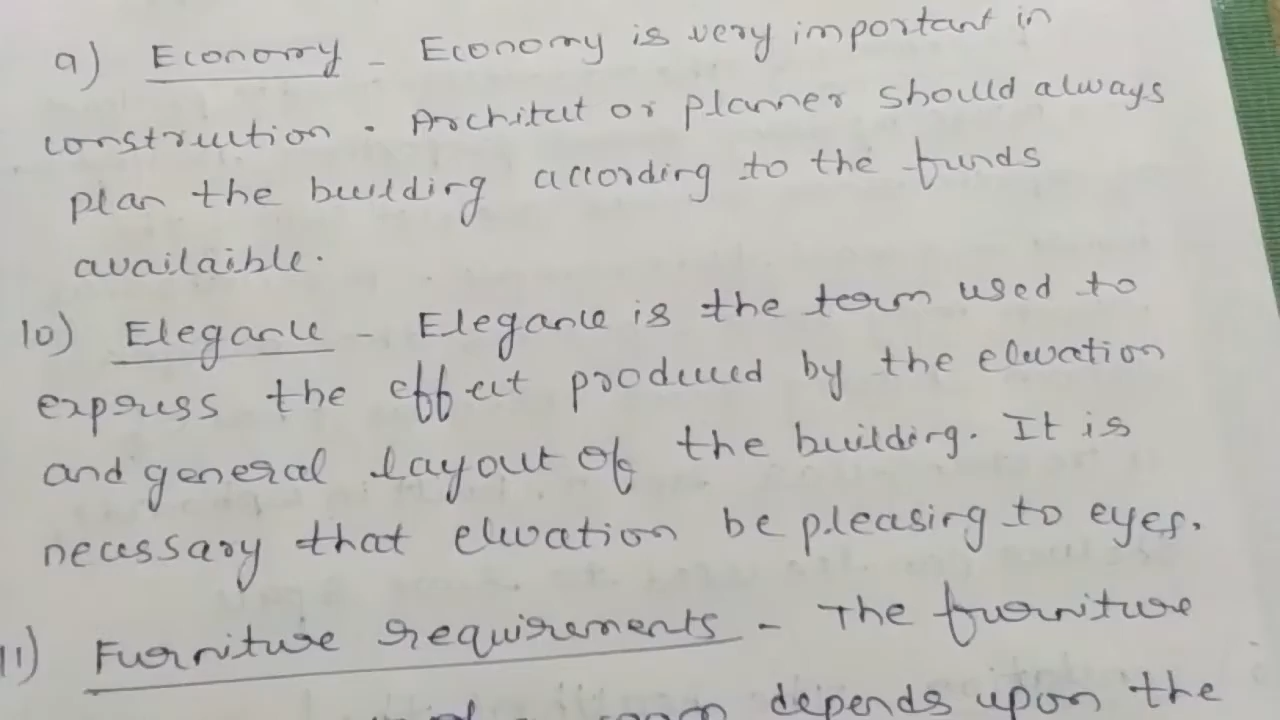 9) Economy - Economy is very important in
construction. Architect or planner should always
plan the building according to the funds
availaible.
10) Elegance - Elegance is the term used to
express the effect produced by the elevation
and general layout of the building. It is
necessary that elevation be pleasing to eyes.
11) Furniture requirements - The furniture
depends upon the